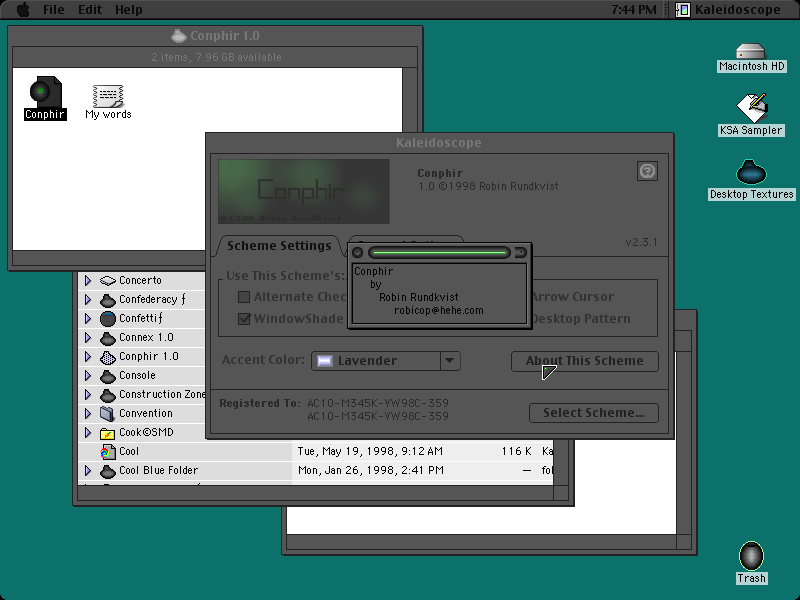 File Edit Help
7:44 PM
Kaleidoscope
Conphir 1.0
2 items, 7.96 GB available
Conphir
My words
Macintosh HD
KSA Sampler
Desktop Textures
Kaleidoscope
Conphir
Conphir
1.0 ©1998 Robin Rundkvist
©1998 Robin Rundkvist
v2.3.1
Scheme Settings
Use This Scheme's:
Alternate Chec
Arrow Cursor
WindowShade
Desktop Pattern
Conphir
by
Robin Rundkvist
robicop@hehe.com
Accent Color:
Lavender
About This Scheme
Registered To: AC10-M345K-YW98C-359
AC10-M345K-YW98C-359
Select Scheme...
Concerto
Confederacy ƒ
Confetti ƒ
Connex 1.0
Conphir 1.0
Console
Construction Zone
Convention
Cook©SMD
Cool Tue, May 19, 1998, 9:12 AM 116 K Ka
Cool Blue Folder Mon, Jan 26, 1998, 2:41 PM — fol
Trash